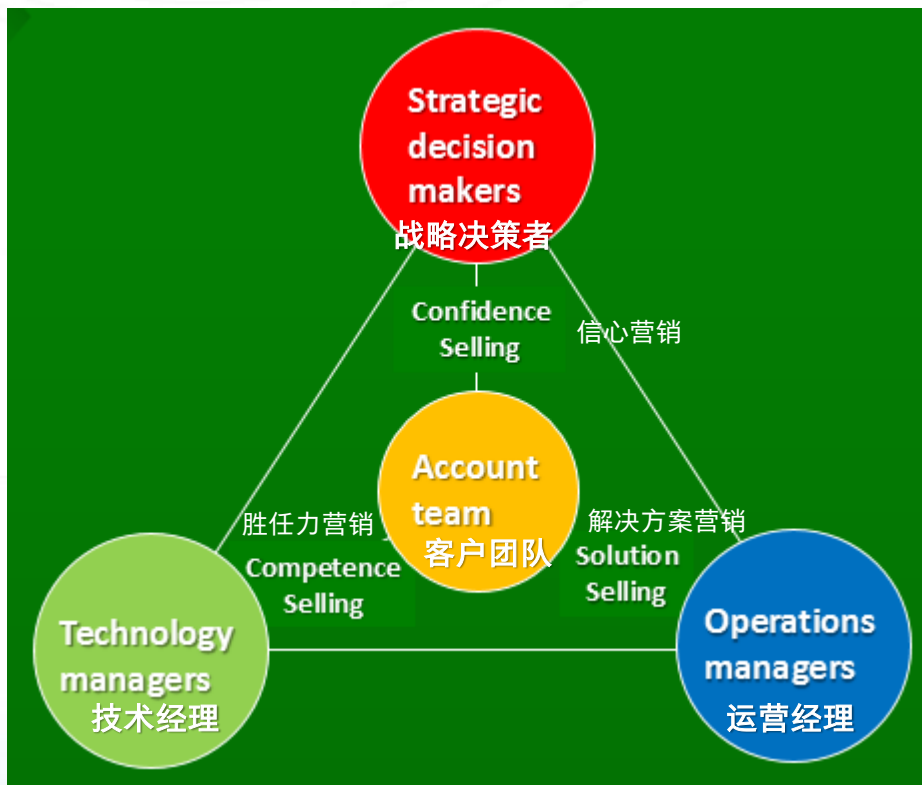 Strategic
decision
makers
战略决策者
Confidence
Selling
信心营销
Account
team
客户团队
胜任力营销
Competence
Selling
解决方案营销
Solution
Selling
Technology
managers
技术经理
Operations
managers
运营经理